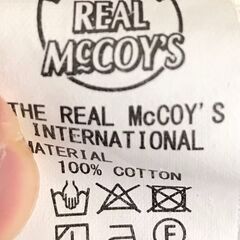 REAL
McCOY'S
THE REAL McCOY'S
INTERNATIONAL
MATERIAL
100% COTTON
F